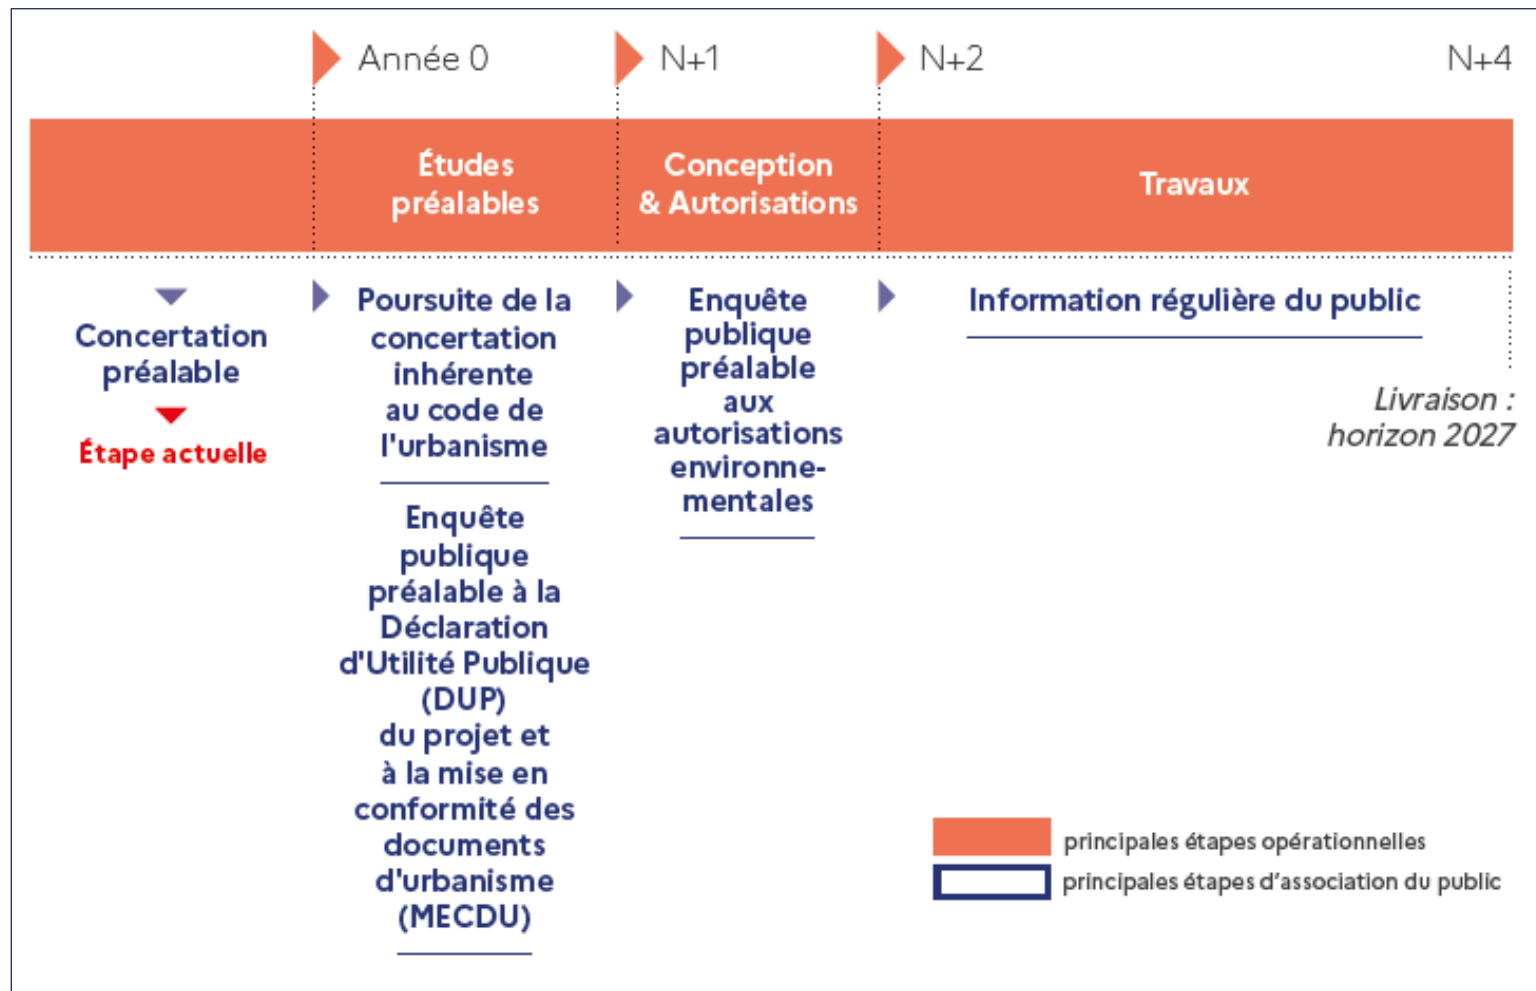 Année 0
N+1
N+2
N+4
Études
préalables
Conception
& Autorisations
Travaux
Concertation
préalable
Étape actuelle
Poursuite de la
concertation
inhérente
au code de
l'urbanisme
Enquête
publique
préalable à la
Déclaration
d'Utilité Publique
(DUP)
du projet et
à la mise en
conformité des
documents
d'urbanisme
(MECDU)
Enquête
publique
préalable
aux
autorisations
environne-
mentales
Information régulière du public
Livraison :
horizon 2027
principales étapes opérationnelles
principales étapes d'association du public